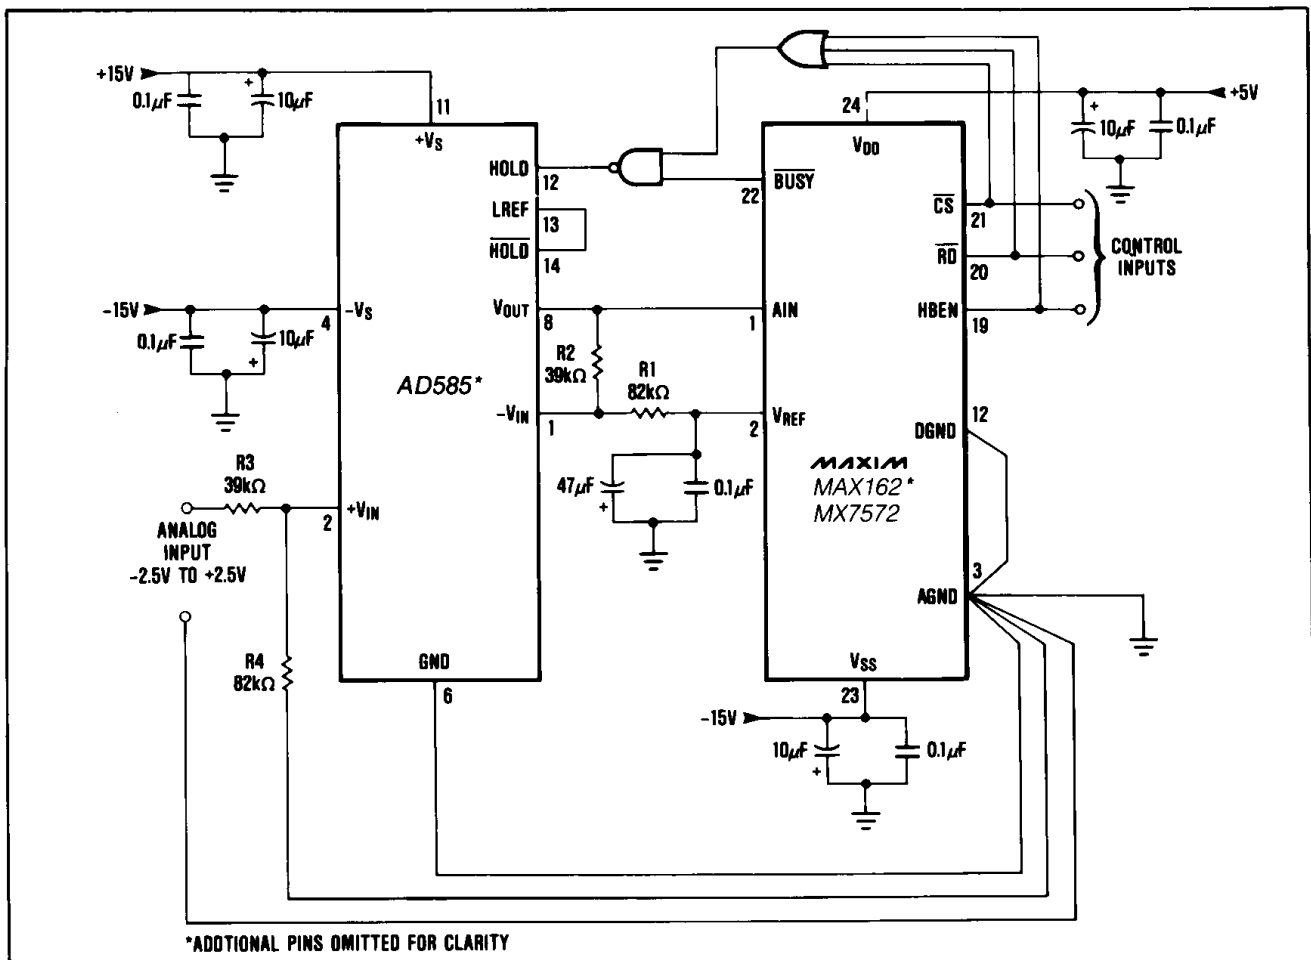 +15V
0.1µF
+
10µF
11
+VS
24
VDD
+5V
+
10µF
0.1µF
HOLD
12
LREF
13
HOLD
14
22
BUSY
CS
21
RD
20
HBEN
19
CONTROL
INPUTS
-15V
0.1µF
10µF
+
4
-VS
VOUT
8
1
AIN
R2
39kΩ
R1
82kΩ
AD585*
-VIN
1
2
VREF
12
DGND
47µF
+
0.1µF
MAXIM
MAX162*
MX7572
R3
39kΩ
2
+VIN
ANALOG
INPUT
-2.5V TO +2.5V
3
AGND
R4
82kΩ
GND
6
VSS
23
-15V
10µF
+
0.1µF
*ADDTIONAL PINS OMITTED FOR CLARITY